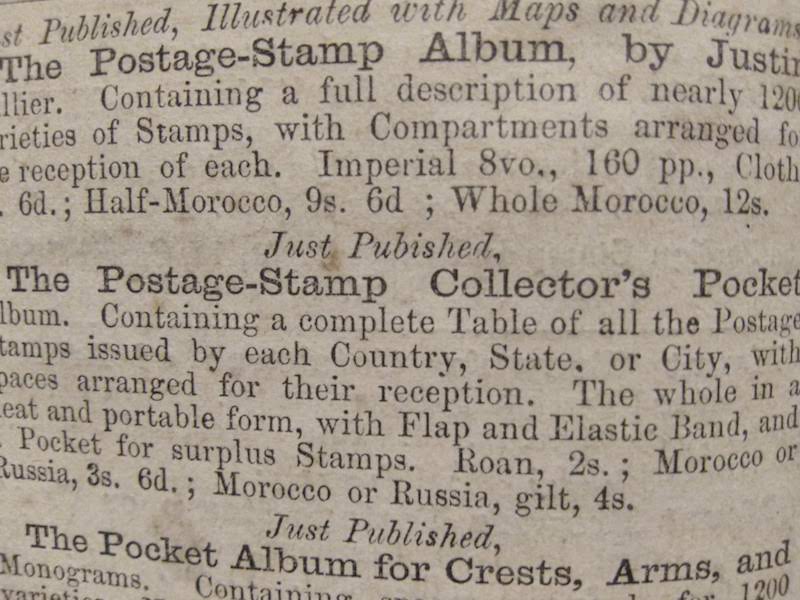 st Published, Illustrated with Maps and Diagrams
The Postage-Stamp Album, by Justin
llier. Containing a full description of nearly 1200
rieties of Stamps, with Compartments arranged fo
e reception of each. Imperial 8vo., 160 pp., Cloth
. 6d.; Half-Morocco, 9s. 6d ; Whole Morocco, 12s.
Just Pubished,
The Postage-Stamp Collector's Pocket
lbum. Containing a complete Table of all the Postage
tamps issued by each Country, State. or City, with
paces arranged for their reception. The whole in a
eat and portable form, with Flap and Elastic Band, and
. Pocket for surplus Stamps. Roan, 2s.; Morocco or
Russia, 3s. 6d.; Morocco or Russia, gilt, 4s.
Just Published,
The Pocket Album for Crests, Arms, and
Monograms. Containing for 1200
varieties